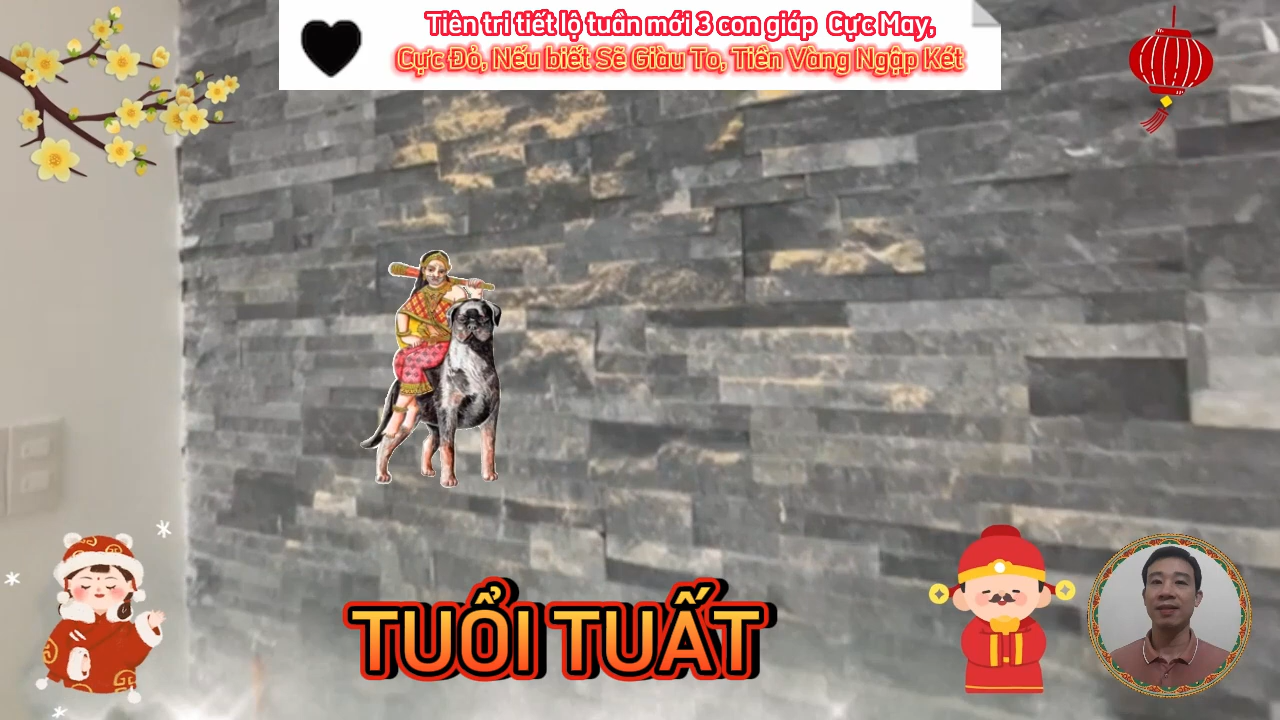 Tiên tri tiết lộ tuần mới 3 con giáp Cực May,
Cực Đỏ, Nếu biết Sẽ Giàu To, Tiền Vàng Ngập Két
TUỔI TUẤT